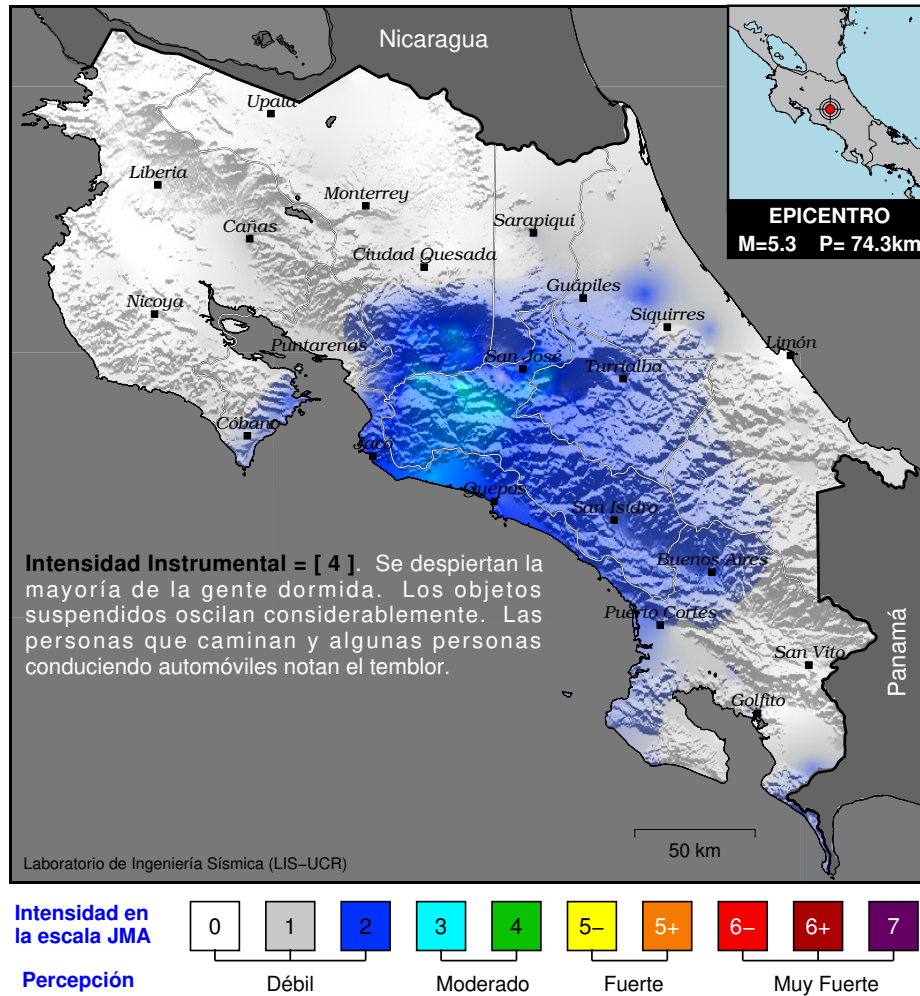 Nicaragua
Upala
Liberia
Monterrey
Cañas
Sarapiquí
Ciudad Quesada
Guápiles
Nicoya
Siquirres
Puntarenas
San José
Limón
Turrialba
Cóbano
Jacó
Quepos
San Isidro
Buenos Aires
Puerto Cortés
San Vito
Golfito
Panamá
EPICENTRO
M=5.3 P= 74.3km
Intensidad Instrumental = [ 4 ]. Se despiertan la
mayoría de la gente dormida. Los objetos
suspendidos oscilan considerablemente. Las
personas que caminan y algunas personas
conduciendo automóviles notan el temblor.
50 km
Laboratorio de Ingeniería Sísmica (LIS–UCR)
Intensidad en
la escala JMA
0 1 2 3 4 5− 5+ 6− 6+ 7
Percepción
Débil Moderado Fuerte Muy Fuerte